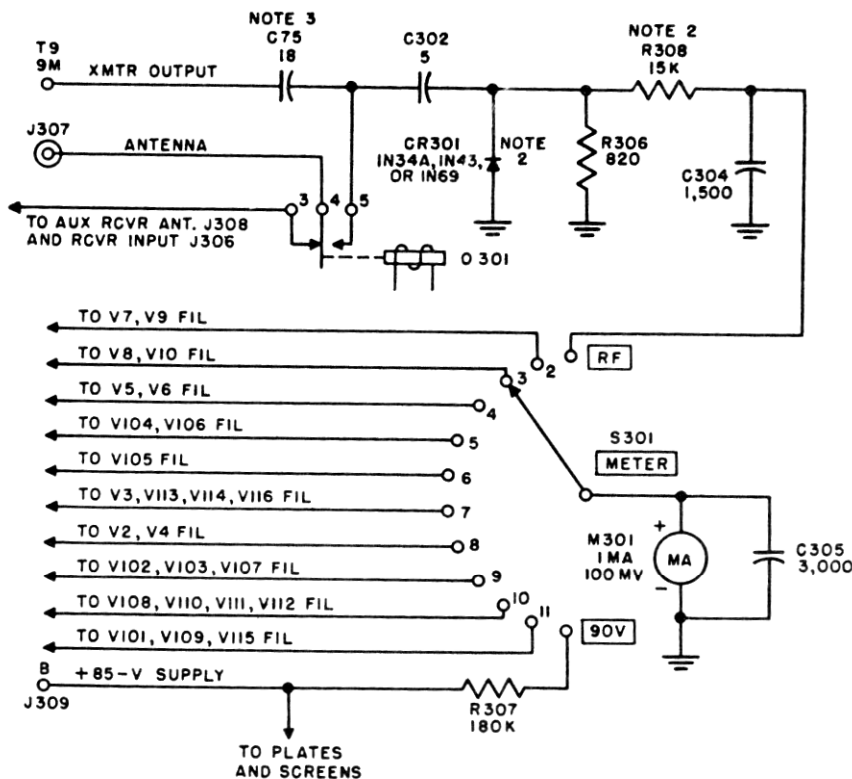 NOTE 3
C75
18
C302
5
NOTE 2
R308
15K
T9
9M
XMTR OUTPUT
J307
ANTENNA
CR301
1N34A, 1N43,
OR 1N69
NOTE
2
R306
820
C304
1,500
3
4
5
TO AUX RCVR ANT. J308
AND RCVR INPUT J306
O 301
TO V7, V9 FIL
2
RF
TO V8, V10 FIL
3
TO V5, V6 FIL
4
TO V104, V106 FIL
5
S301
METER
TO V105 FIL
6
TO V3, V113, V114, V116 FIL
7
TO V2, V4 FIL
8
M301
1 MA
100 MV
+
MA
-
C305
3,000
TO V102, V103, V107 FIL
9
TO V108, V110, V111, V112 FIL
10
TO V101, V109, V115 FIL
11
90V
B
J309
+85-V SUPPLY
R307
180K
TO PLATES
AND SCREENS